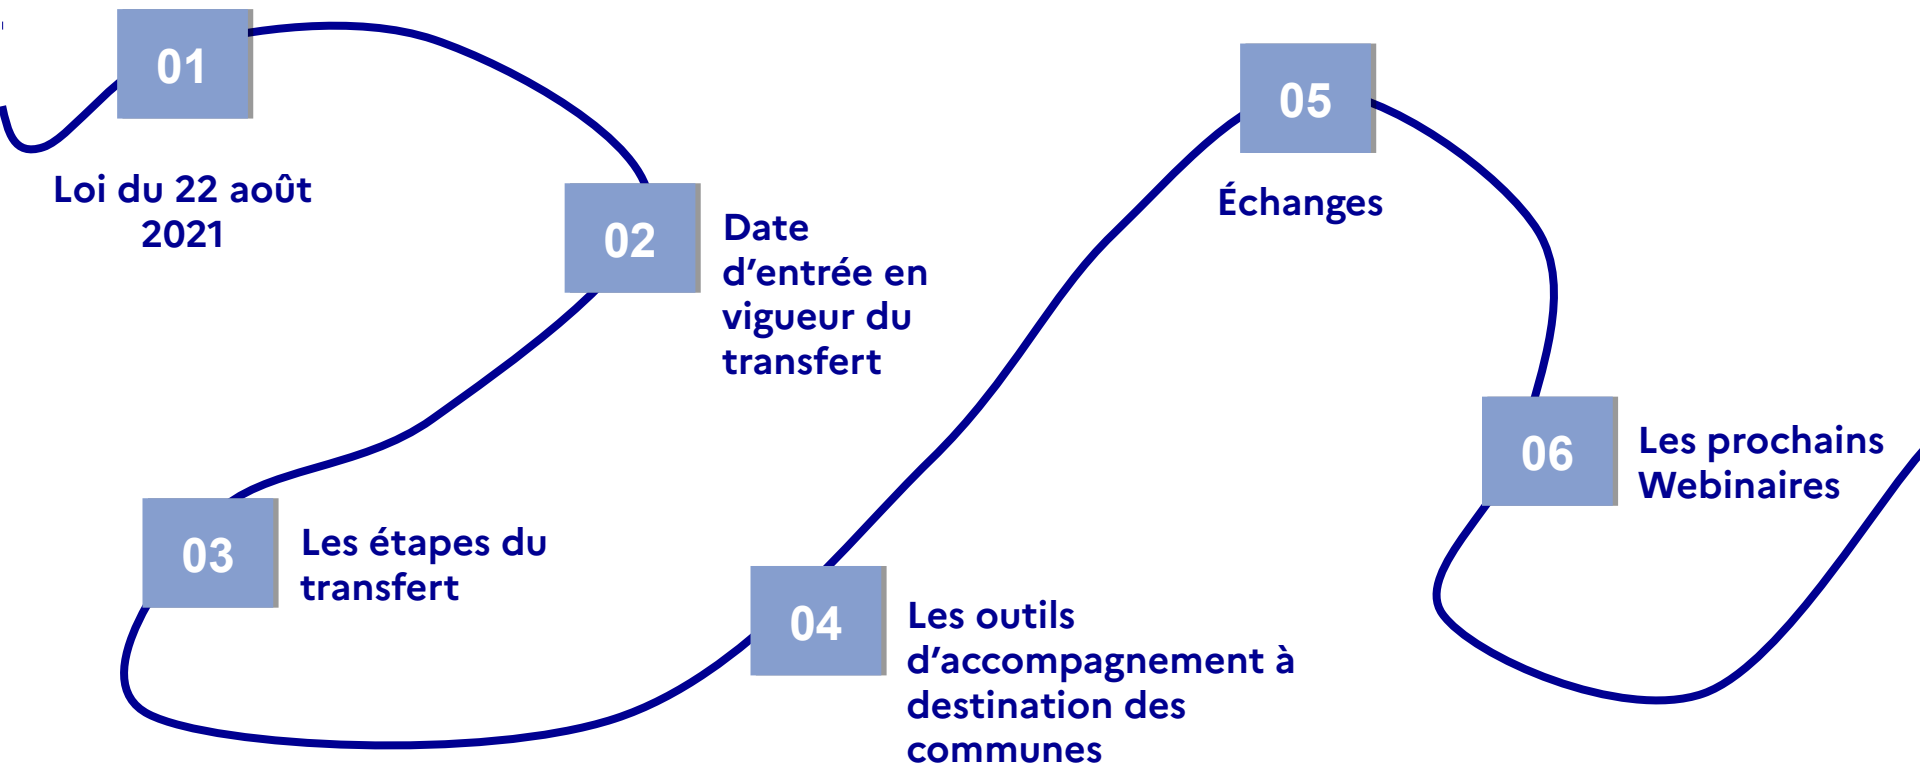 01
Loi du 22 août
2021
02
Date
d’entrée en
vigueur du
transfert
03
Les étapes du
transfert
04
Les outils
d’accompagnement à
destination des
communes
05
Échanges
06
Les prochains
Webinaires